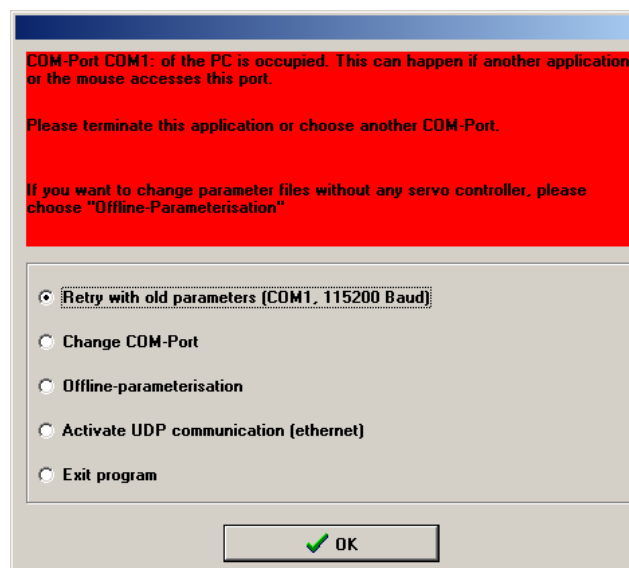 COM-Port COM1: of the PC is occupied. This can happen if another application
or the mouse accesses this port.
Please terminate this application or choose another COM-Port.
If you want to change parameter files without any servo controller, please
choose "Offline-Parameterisation"
Retry with old parameters (COM1, 115200 Baud)
Change COM-Port
Offline-parameterisation
Activate UDP communication (ethernet)
Exit program
OK